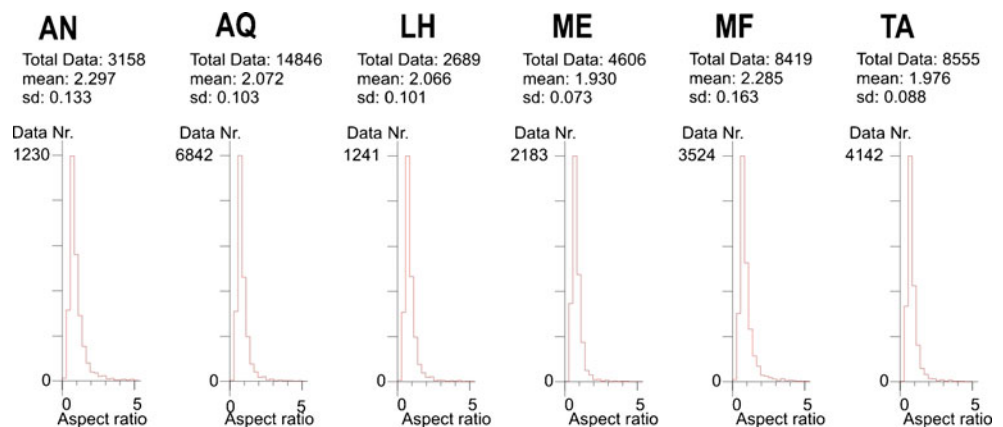 AN
Total Data: 3158
mean: 2.297
sd: 0.133
Data Nr.
1230
0
0 5
Aspect ratio
AQ
Total Data: 14846
mean: 2.072
sd: 0.103
Data Nr.
6842
0
0 5
Aspect ratio
LH
Total Data: 2689
mean: 2.066
sd: 0.101
Data Nr.
1241
0
0 5
Aspect ratio
ME
Total Data: 4606
mean: 1.930
sd: 0.073
Data Nr.
2183
0
0 5
Aspect ratio
MF
Total Data: 8419
mean: 2.285
sd: 0.163
Data Nr.
3524
0
0 5
Aspect ratio
TA
Total Data: 8555
mean: 1.976
sd: 0.088
Data Nr.
4142
0
0 5
Aspect ratio